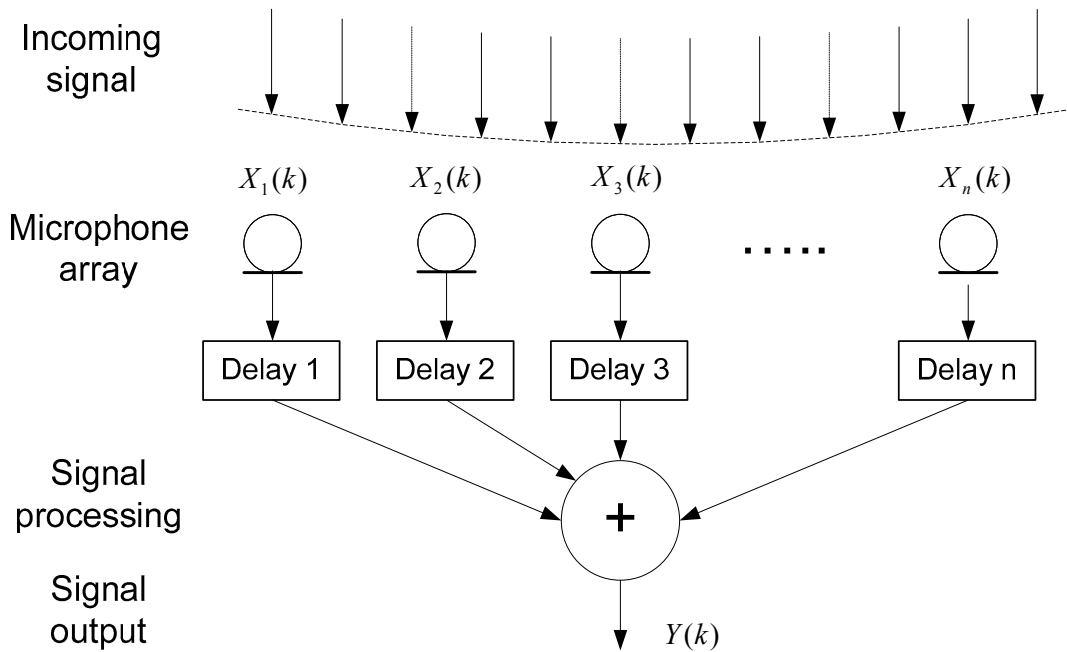 Incoming
signal
X₁(k) X₂(k) X₃(k) Xₙ(k)
Microphone
array
.....
Delay 1 Delay 2 Delay 3 Delay n
Signal
processing
+
Signal
output
Y(k)